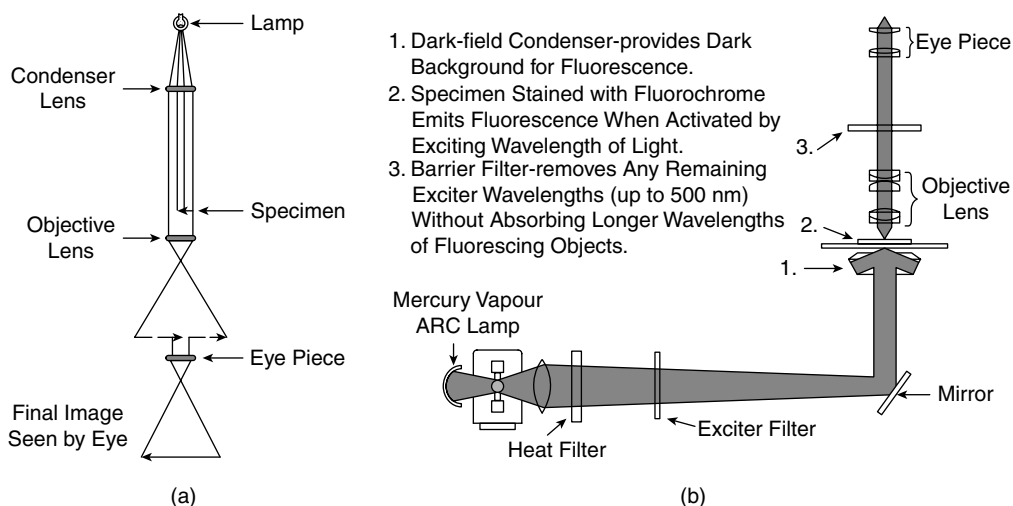 Lamp
Condenser
Lens
Specimen
Objective
Lens
Eye Piece
Final Image
Seen by Eye
(a)
1. Dark-field Condenser-provides Dark
Background for Fluorescence.
2. Specimen Stained with Fluorochrome
Emits Fluorescence When Activated by
Exciting Wavelength of Light.
3. Barrier Filter-removes Any Remaining
Exciter Wavelengths (up to 500 nm)
Without Absorbing Longer Wavelengths
of Fluorescing Objects.
Eye Piece
3.
Objective
Lens
2.
1.
Mercury Vapour
ARC Lamp
Mirror
Exciter Filter
Heat Filter
(b)